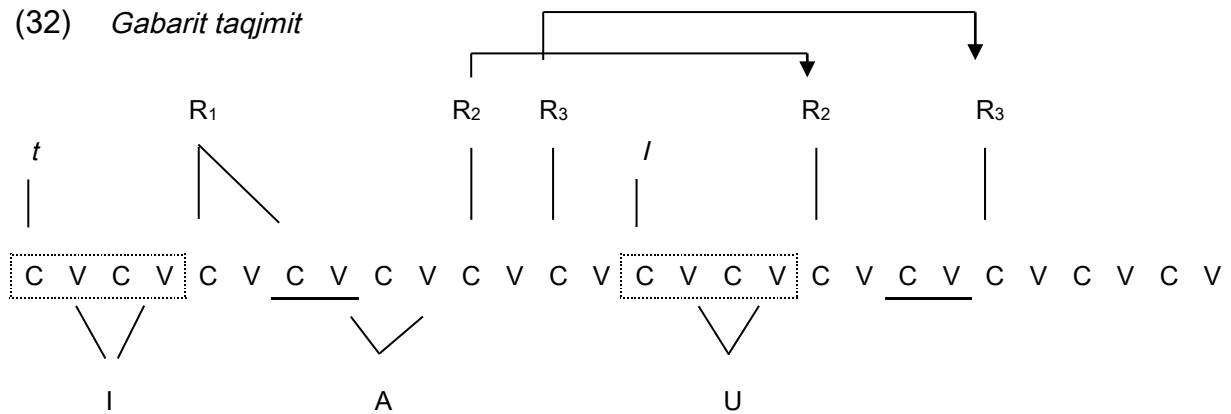 (32) Gabarit taqjmit
R₁ R₂ R₃ R₂ R₃
t l
C V C V C V C V C V C V C V C V C V C V C V C V C V C V
I A U